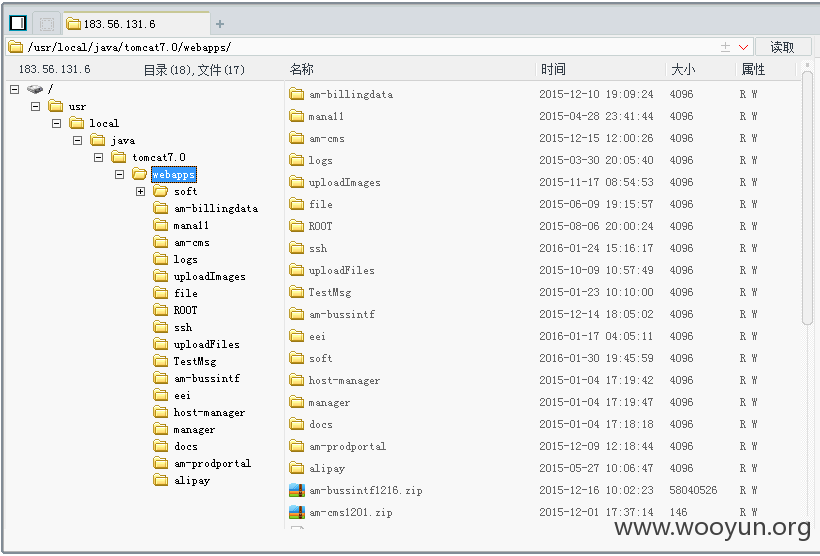 183.56.131.6
/usr/local/java/tomcat7.0/webapps/ 读取
183.56.131.6 目录(18),文件(17) 名称 时间 大小 属性
/
usr
local
java
tomcat7.0
webapps
soft
am-billingdata
mana11
am-cms
logs
uploadImages
file
ROOT
ssh
uploadFiles
TestMsg
am-bussintf
eei
host-manager
manager
docs
am-prodportal
alipay
am-billingdata 2015-12-10 19:09:24 4096 R W
mana11 2015-04-28 23:41:44 4096 R W
am-cms 2015-12-15 12:00:26 4096 R W
logs 2015-03-30 20:05:40 4096 R W
uploadImages 2015-11-17 08:54:53 4096 R W
file 2015-06-09 19:15:57 4096 R W
ROOT 2015-08-06 20:00:24 4096 R W
ssh 2016-01-24 15:16:17 4096 R W
uploadFiles 2015-10-09 10:57:49 4096 R W
TestMsg 2015-01-23 10:10:00 4096 R W
am-bussintf 2015-12-14 18:05:02 4096 R W
eei 2016-01-17 04:05:11 4096 R W
soft 2016-01-30 19:45:59 4096 R W
host-manager 2015-01-04 17:19:42 4096 R W
manager 2015-01-04 17:19:47 4096 R W
docs 2015-01-04 17:18:18 4096 R W
am-prodportal 2015-12-09 12:18:44 4096 R W
alipay 2015-05-27 10:06:47 4096 R W
am-bussintf1216.zip 2015-12-16 10:02:23 58040526 R W
am-cms1201.zip 2015-12-01 17:37:14 146 R W
www.wooyun.org